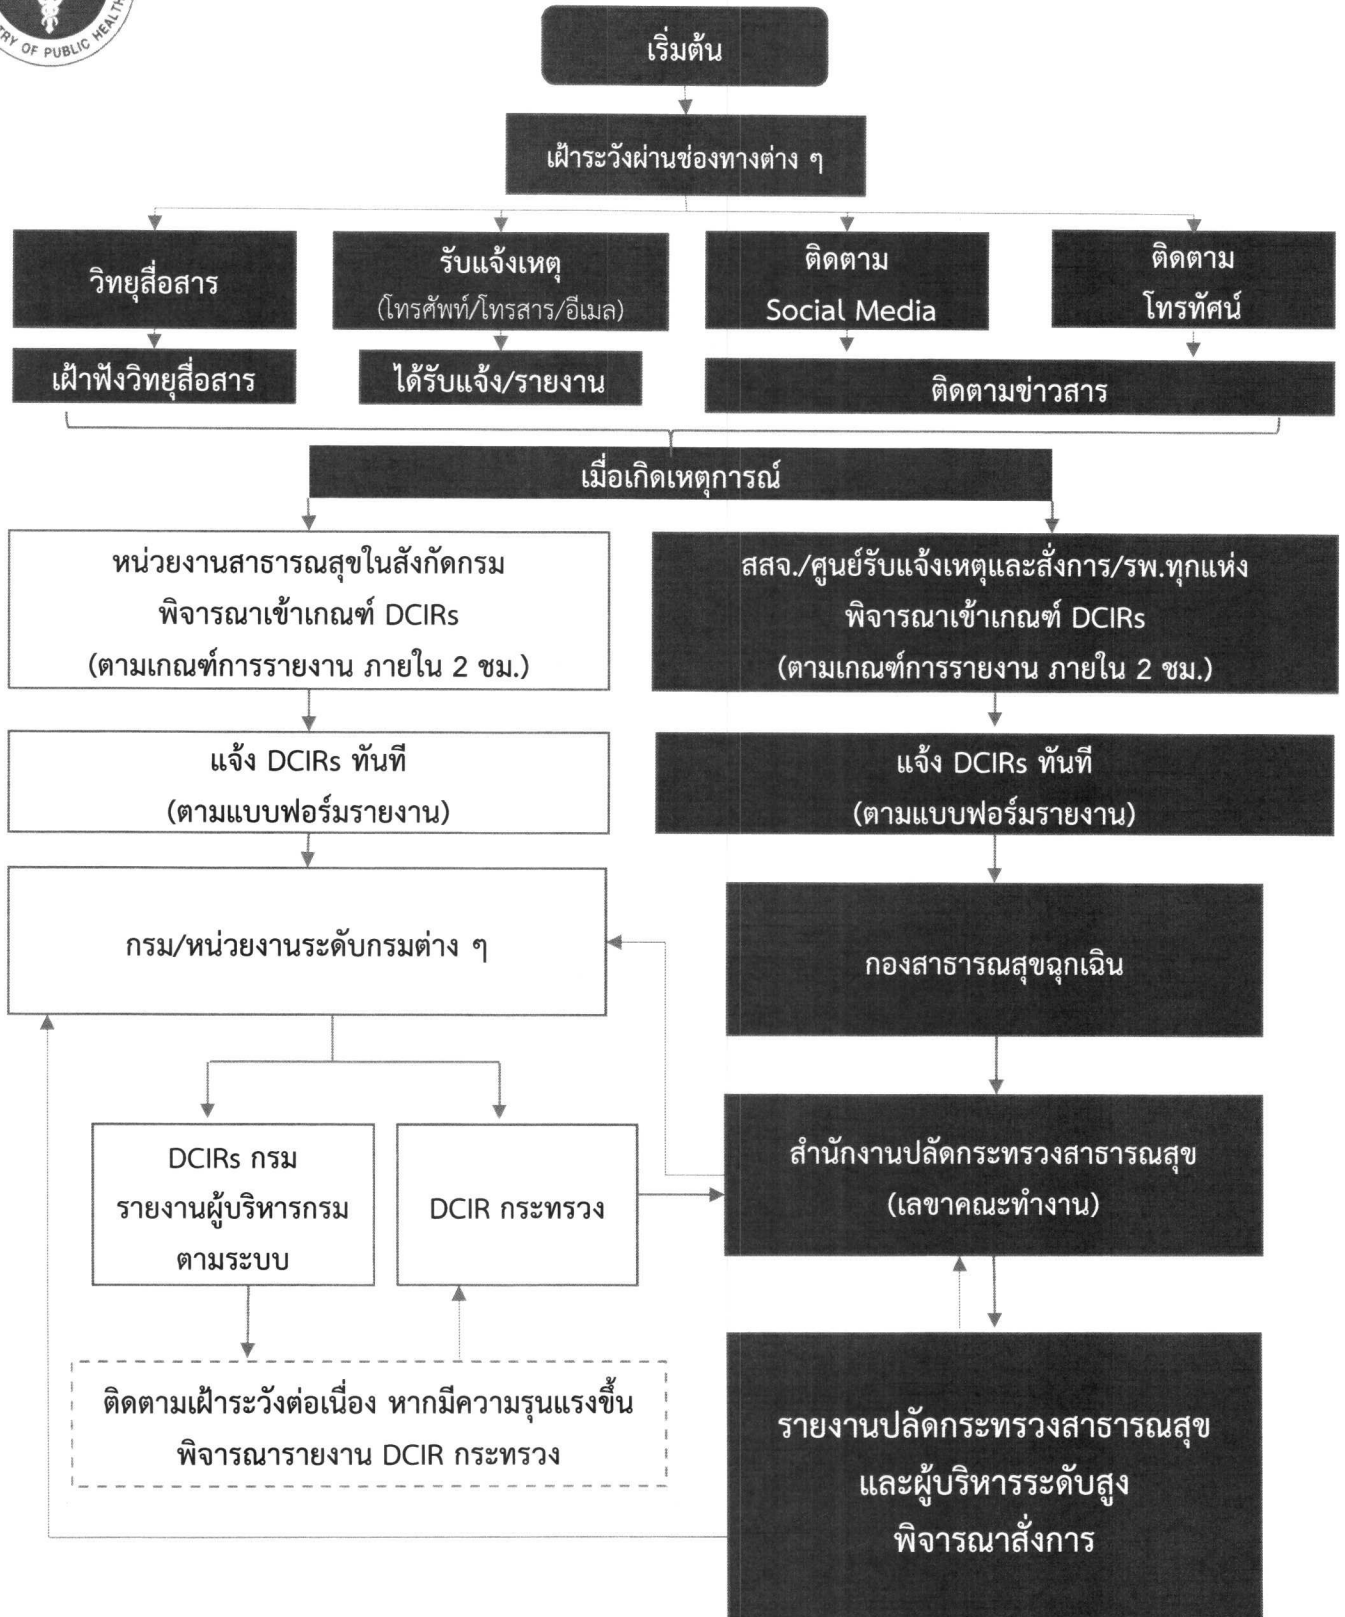 TRY OF PUBLIC HEALTH
เริ่มต้น
เฝ้าระวังผ่านช่องทางต่าง ๆ
วิทยุสื่อสาร
รับแจ้งเหตุ
(โทรศัพท์/โทรสาร/อีเมล)
ติดตาม
Social Media
ติดตาม
โทรทัศน์
เฝ้าฟังวิทยุสื่อสาร
ได้รับแจ้ง/รายงาน
ติดตามข่าวสาร
เมื่อเกิดเหตุการณ์
หน่วยงานสาธารณสุขในสังกัดกรม
พิจารณาเข้าเกณฑ์ DCIRs
(ตามเกณฑ์การรายงาน ภายใน 2 ชม.)
สสจ./ศูนย์รับแจ้งเหตุและสั่งการ/รพ.ทุกแห่ง
พิจารณาเข้าเกณฑ์ DCIRs
(ตามเกณฑ์การรายงาน ภายใน 2 ชม.)
แจ้ง DCIRs ทันที
(ตามแบบฟอร์มรายงาน)
แจ้ง DCIRs ทันที
(ตามแบบฟอร์มรายงาน)
กรม/หน่วยงานระดับกรมต่าง ๆ
กองสาธารณสุขฉุกเฉิน
DCIRs กรม
รายงานผู้บริหารกรม
ตามระบบ
DCIR กระทรวง
สำนักงานปลัดกระทรวงสาธารณสุข
(เลขาคณะทำงาน)
ติดตามเฝ้าระวังต่อเนื่อง หากมีความรุนแรงขึ้น
พิจารณารายงาน DCIR กระทรวง
รายงานปลัดกระทรวงสาธารณสุข
และผู้บริหารระดับสูง
พิจารณาสั่งการ